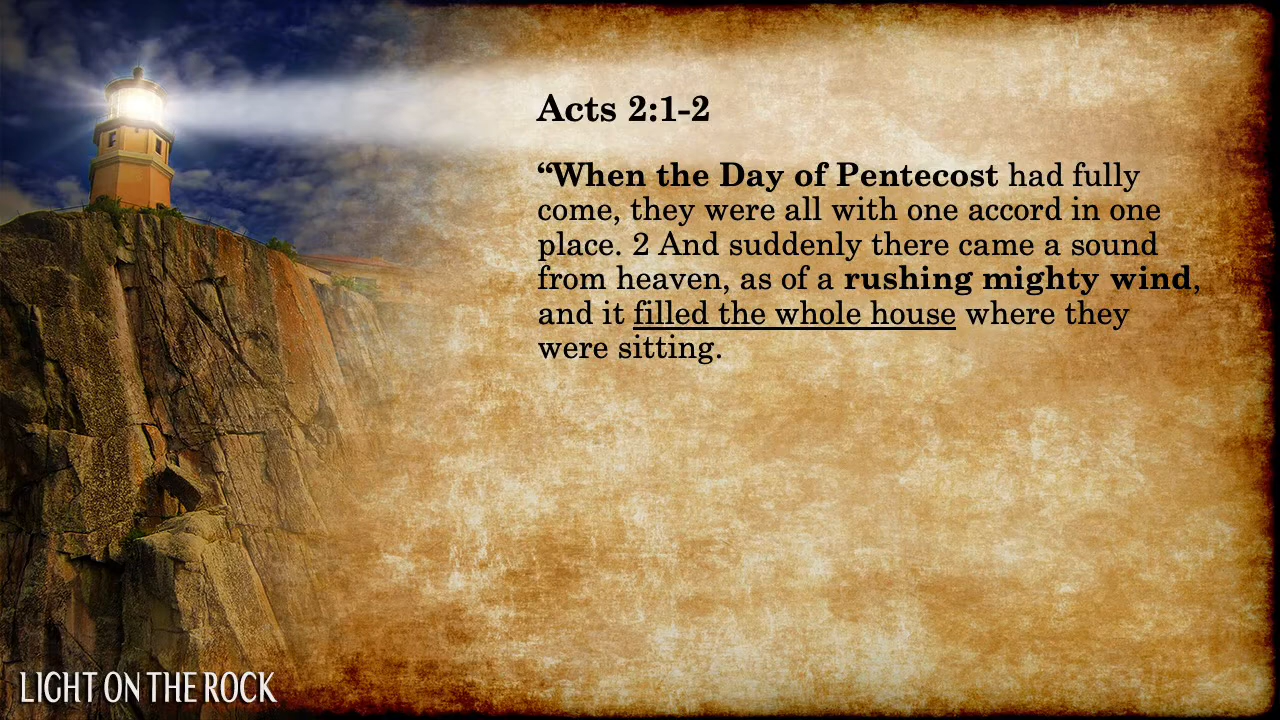 Acts 2:1-2
“When the Day of Pentecost had fully
come, they were all with one accord in one
place. 2 And suddenly there came a sound
from heaven, as of a rushing mighty wind,
and it filled the whole house where they
were sitting.
LIGHT ON THE ROCK